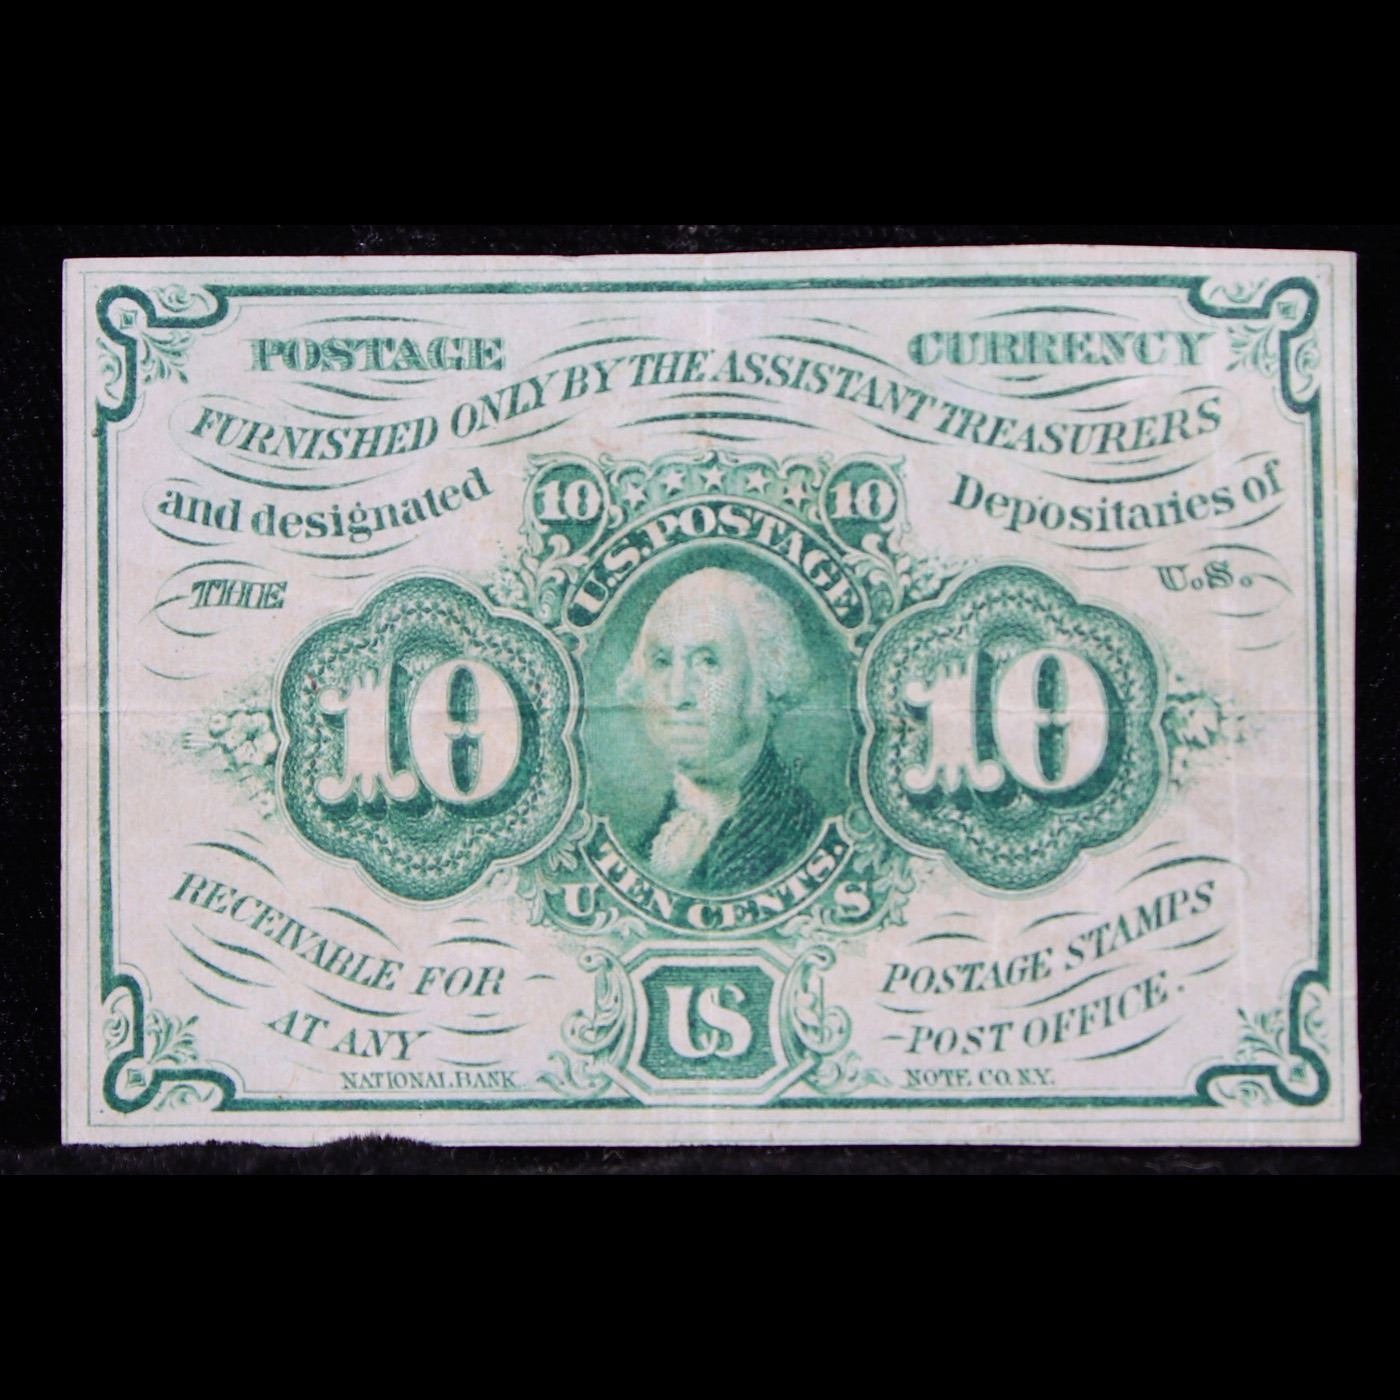 POSTAGE CURRENCY
FURNISHED ONLY BY THE ASSISTANT TREASURERS
and designated Depositaries of
THE U.S.
10 10
U.S. POSTAGE
10 10
TEN CENTS.
U S
RECEIVABLE FOR POSTAGE STAMPS
AT ANY POST OFFICE.
US
NATIONAL BANK NOTE CO. N.Y.